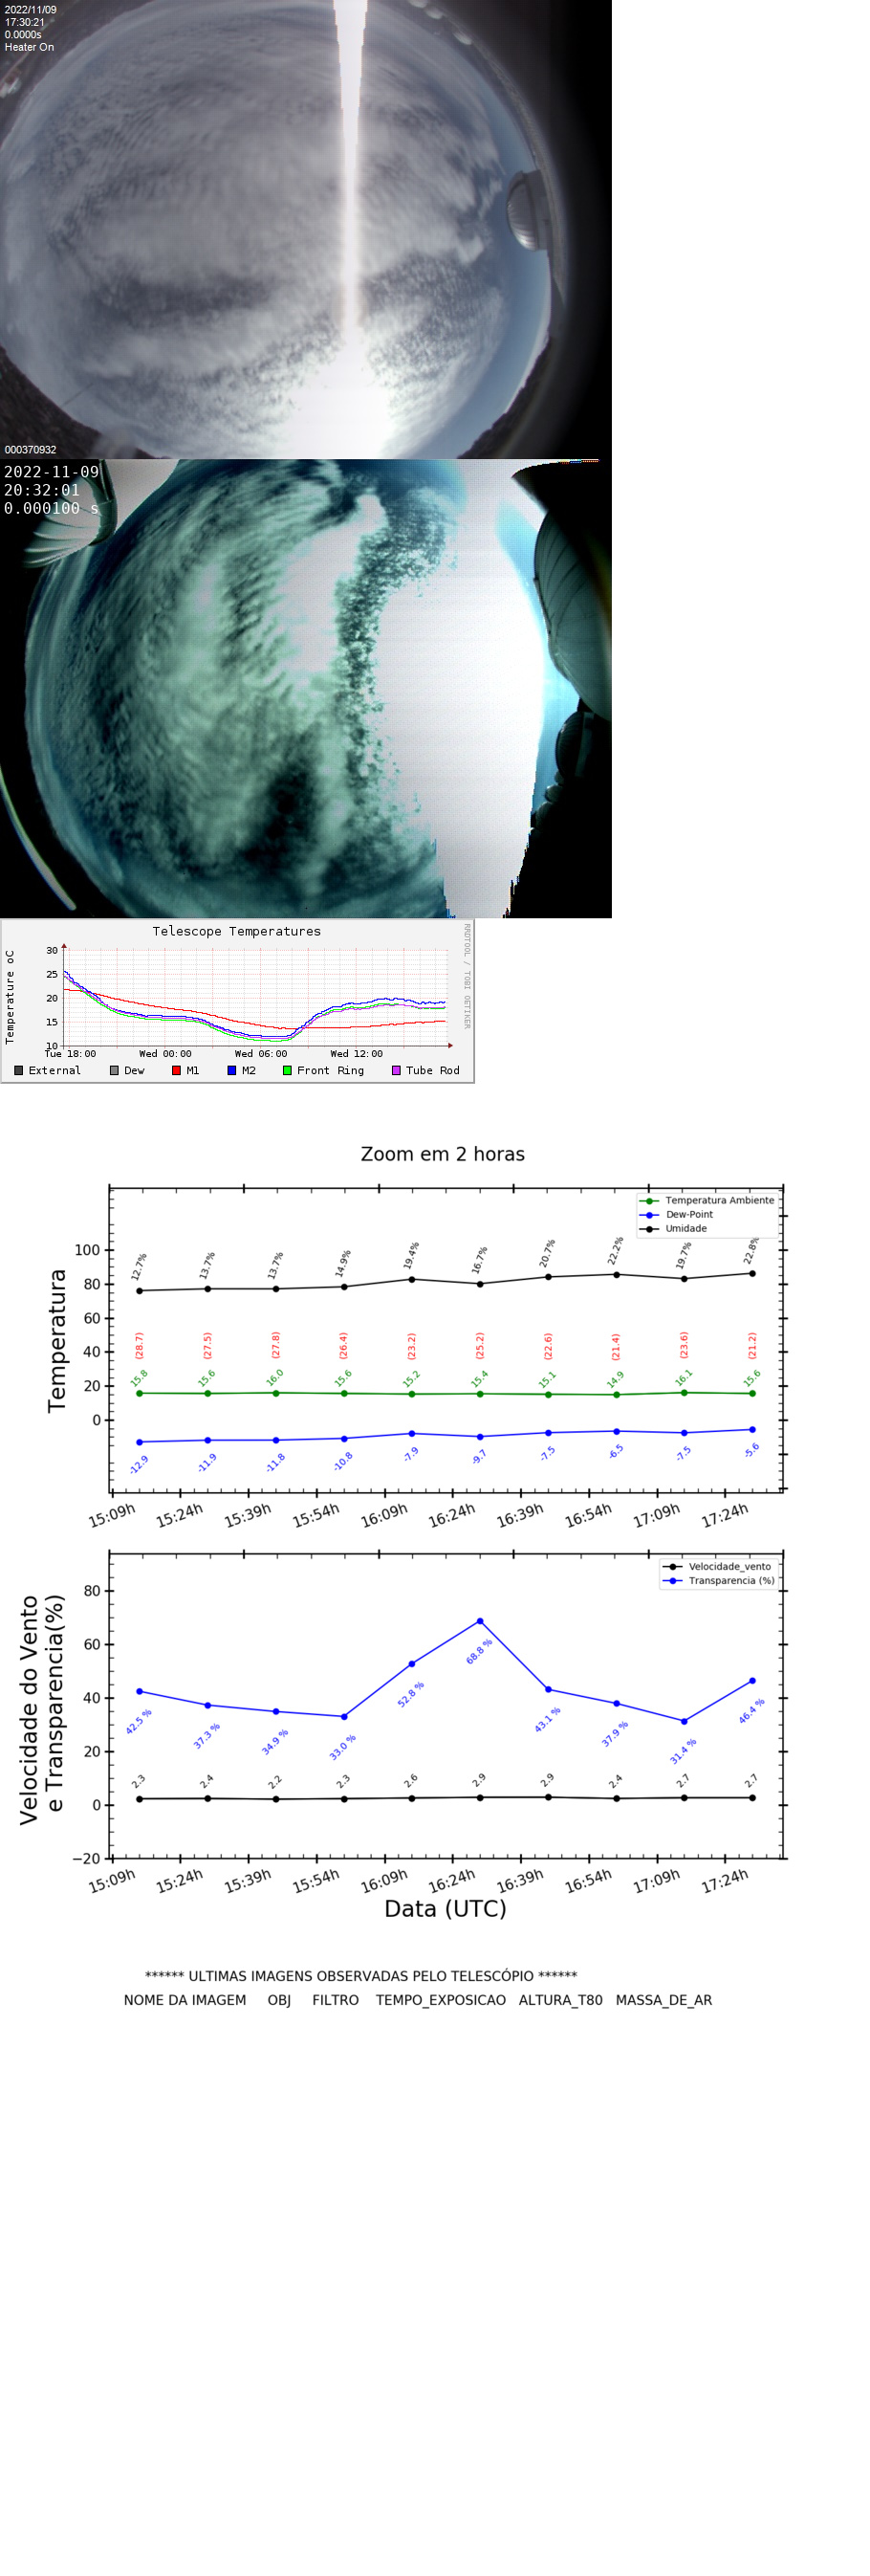 2022/11/09
17:30:21
0.0000s
Heater On
000370932
2022-11-09
20:32:01
0.000100 s
Telescope Temperatures
RRDTOOL / TOBI OETIKER
Temperature oC
30
25
20
15
10
Tue 18:00 Wed 00:00 Wed 06:00 Wed 12:00
External Dew M1 M2 Front Ring Tube Rod
Zoom em 2 horas
Temperatura Ambiente
Dew-Point
Umidade
Temperatura
100
80
60
40
20
0
12.7% 13.7% 13.7% 14.9% 19.4% 16.7% 20.7% 22.2% 19.7% 22.8%
(28.7) (27.5) (27.8) (26.4) (23.2) (25.2) (22.6) (21.4) (23.6) (21.2)
15.8 15.6 16.0 15.6 15.2 15.4 15.1 14.9 16.1 15.6
-12.9 -11.9 -11.8 -10.8 -7.9 -9.7 -7.5 -6.5 -7.5 -5.6
15:09h 15:24h 15:39h 15:54h 16:09h 16:24h 16:39h 16:54h 17:09h 17:24h
Velocidade_vento
Transparencia (%)
Velocidade do Vento
e Transparencia(%)
80
60
40
20
0
−20
42.5 % 37.3 % 34.9 % 33.0 % 52.8 % 68.8 % 43.1 % 37.9 % 31.4 % 46.4 %
2.3 2.4 2.2 2.3 2.6 2.9 2.9 2.4 2.7 2.7
15:09h 15:24h 15:39h 15:54h 16:09h 16:24h 16:39h 16:54h 17:09h 17:24h
Data (UTC)
****** ULTIMAS IMAGENS OBSERVADAS PELO TELESCÓPIO ******
NOME DA IMAGEM OBJ FILTRO TEMPO_EXPOSICAO ALTURA_T80 MASSA_DE_AR